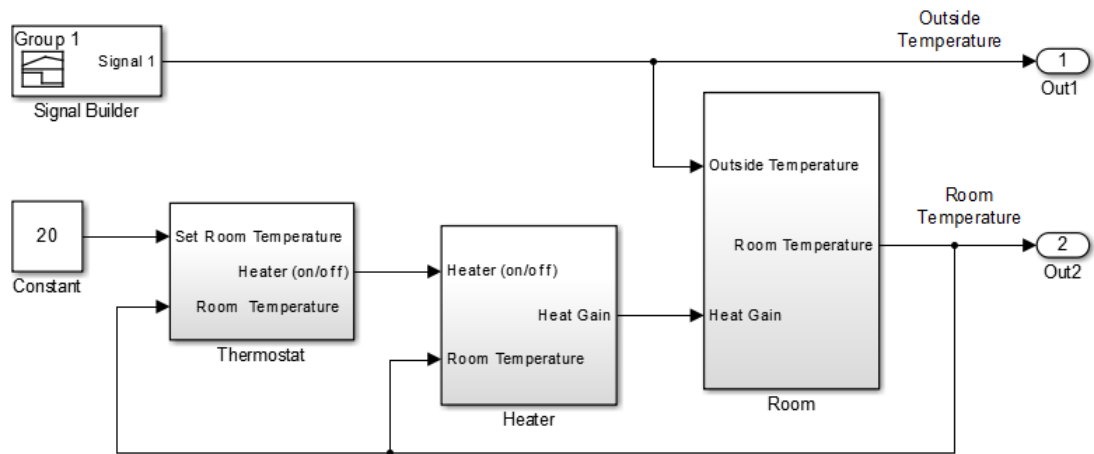 Group 1
Signal 1
Signal Builder
Outside
Temperature
1
Out1
Outside Temperature
Room Temperature
Heat Gain
Room
Room
Temperature
2
Out2
20
Constant
Set Room Temperature
Heater (on/off)
Room Temperature
Thermostat
Heater (on/off)
Heat Gain
Room Temperature
Heater